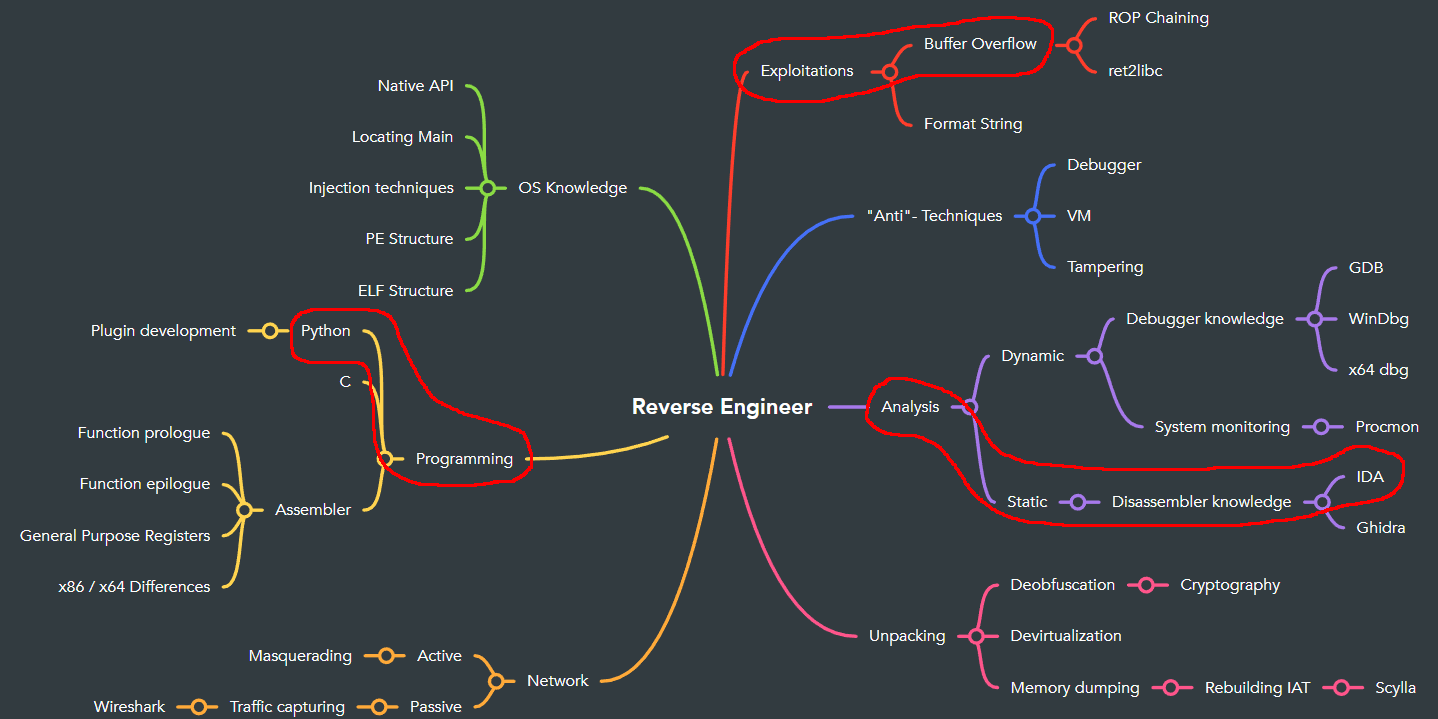 Reverse Engineer
Exploitations
Buffer Overflow
ROP Chaining
ret2libc
Format String
"Anti"- Techniques
Debugger
VM
Tampering
Analysis
Dynamic
Debugger knowledge
GDB
WinDbg
x64 dbg
System monitoring
Procmon
Static
Disassembler knowledge
IDA
Ghidra
Unpacking
Deobfuscation
Cryptography
Devirtualization
Memory dumping
Rebuilding IAT
Scylla
OS Knowledge
Native API
Locating Main
Injection techniques
PE Structure
ELF Structure
Programming
Python
Plugin development
C
Assembler
Function prologue
Function epilogue
General Purpose Registers
x86 / x64 Differences
Network
Active
Masquerading
Passive
Traffic capturing
Wireshark